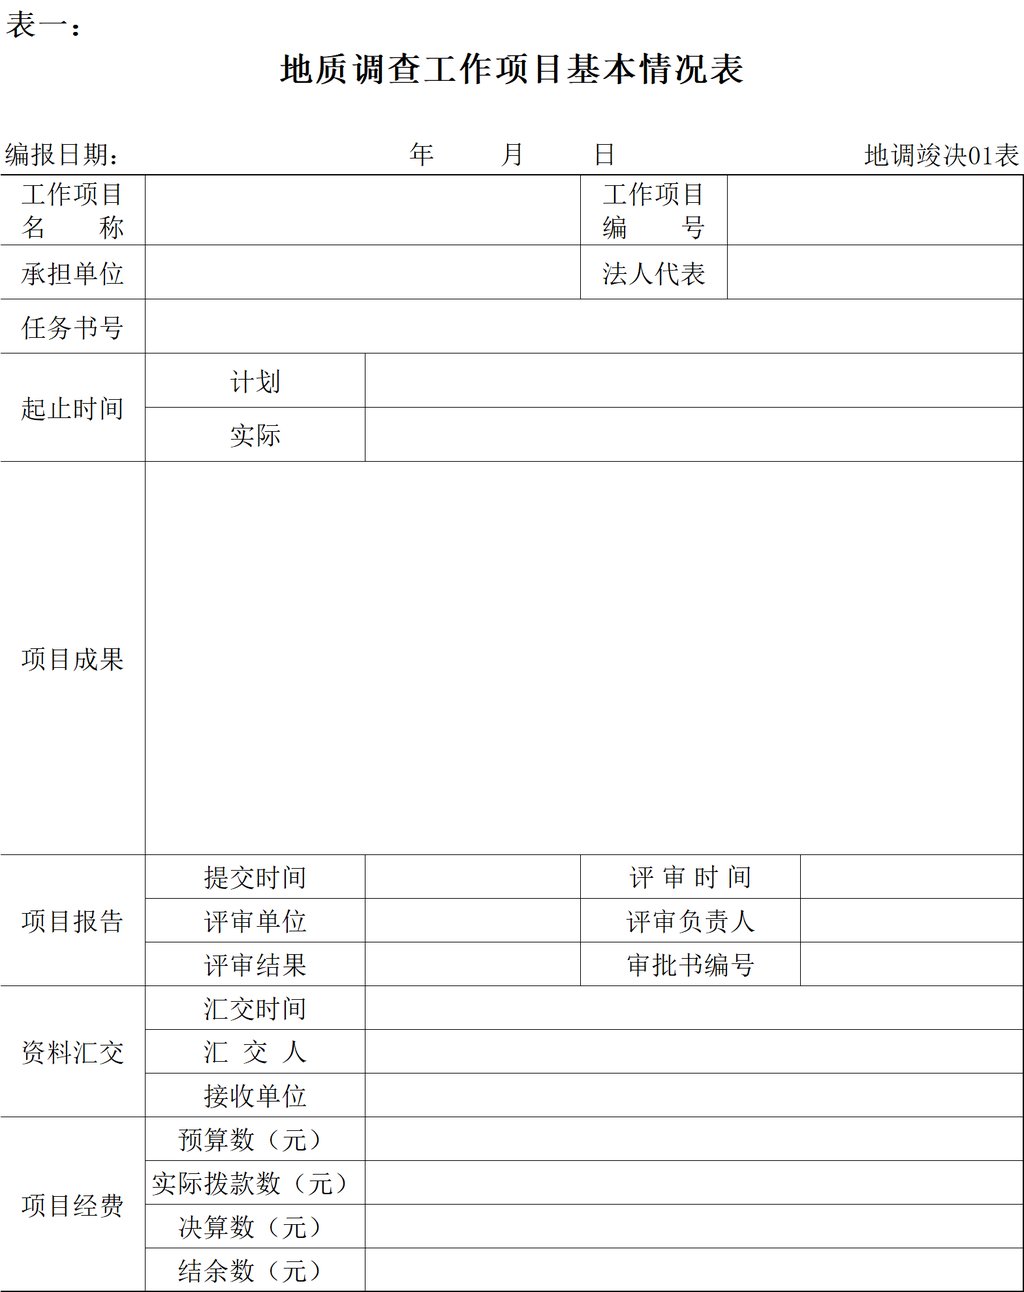 表一：
地质调查工作项目基本情况表
编报日期： 年 月 日 地调竣决01表
工作项目
名 称
工作项目
编 号
承担单位 法人代表
任务书号
起止时间
计划
实际
项目成果
项目报告
提交时间 评审时间
评审单位 评审负责人
评审结果 审批书编号
资料汇交
汇交时间
汇交人
接收单位
项目经费
预算数（元）
实际拨款数（元）
决算数（元）
结余数（元）